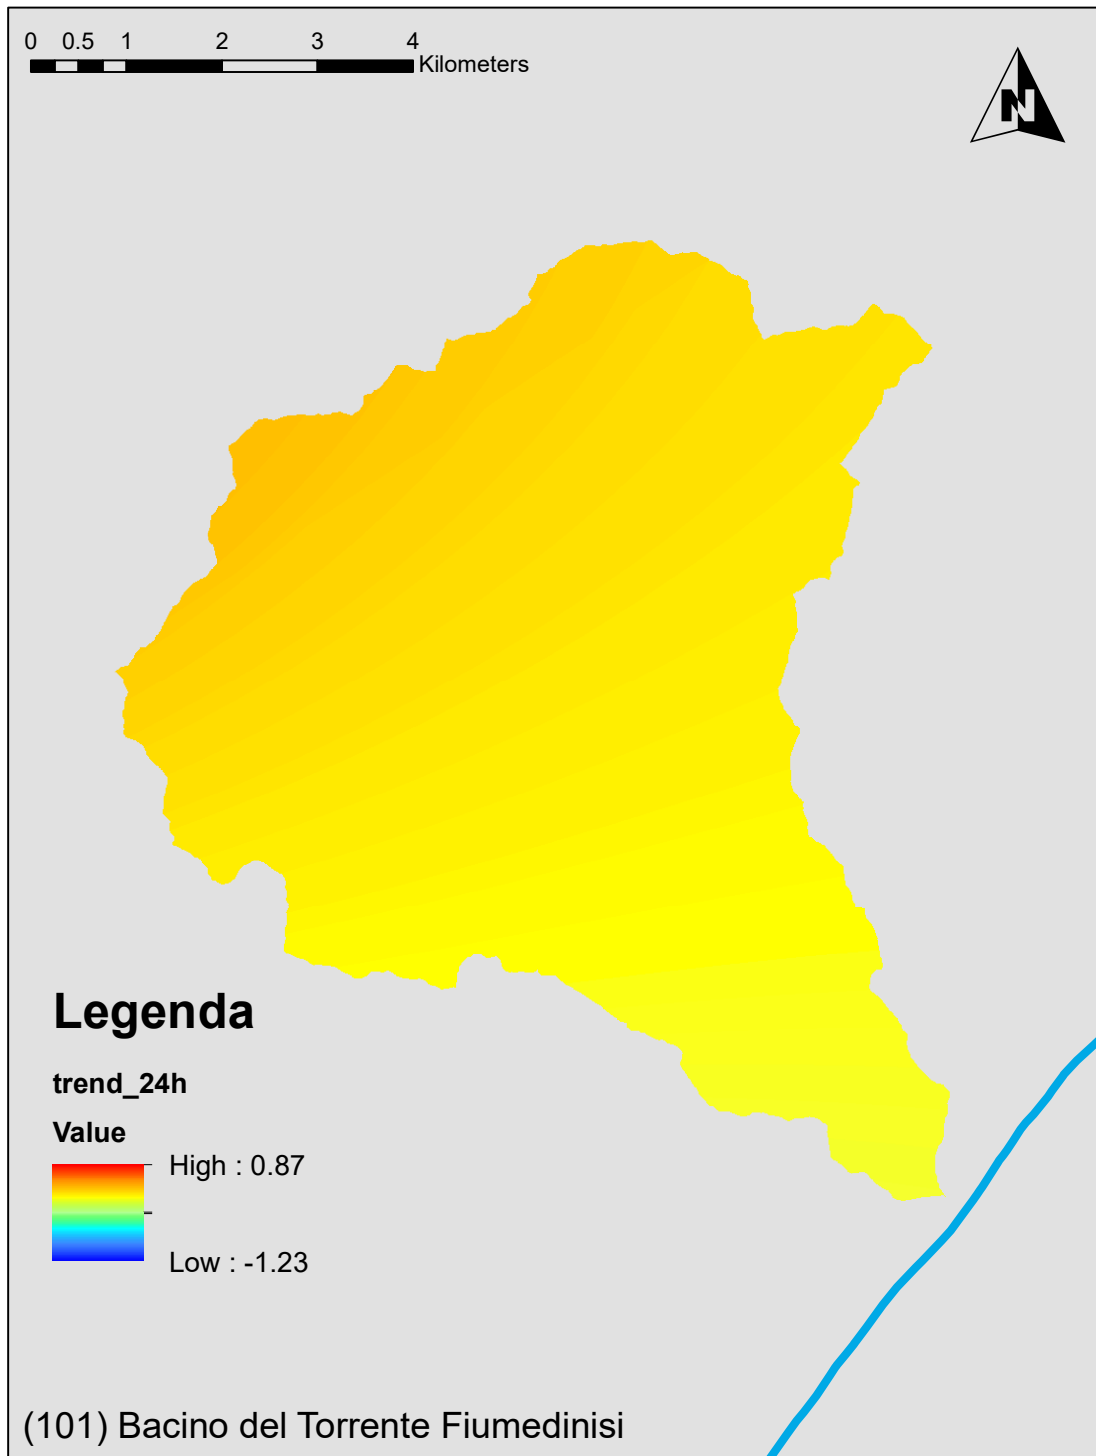 0 0.5 1 2 3 4
Kilometers
N
Legenda
trend_24h
Value
High : 0.87
Low : -1.23
(101) Bacino del Torrente Fiumedinisi